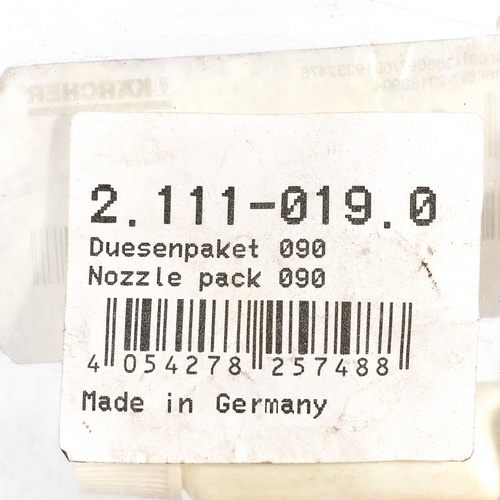 KÄRCHER
2.111-019.0
Duesenpaket 090
Nozzle pack 090
4 054278 257488
Made in Germany